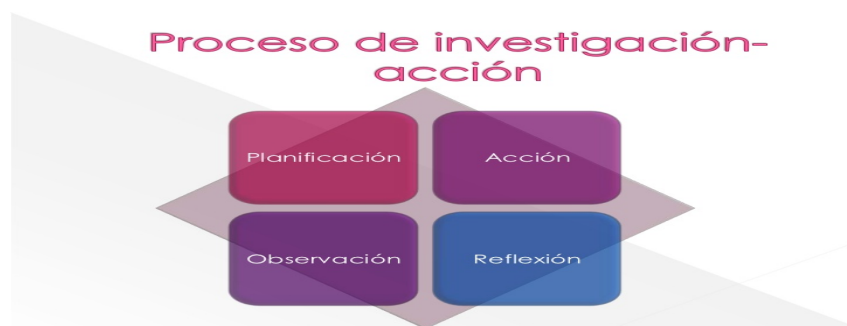 Proceso de investigación-
acción
Planificación
Acción
Observación
Reflexión